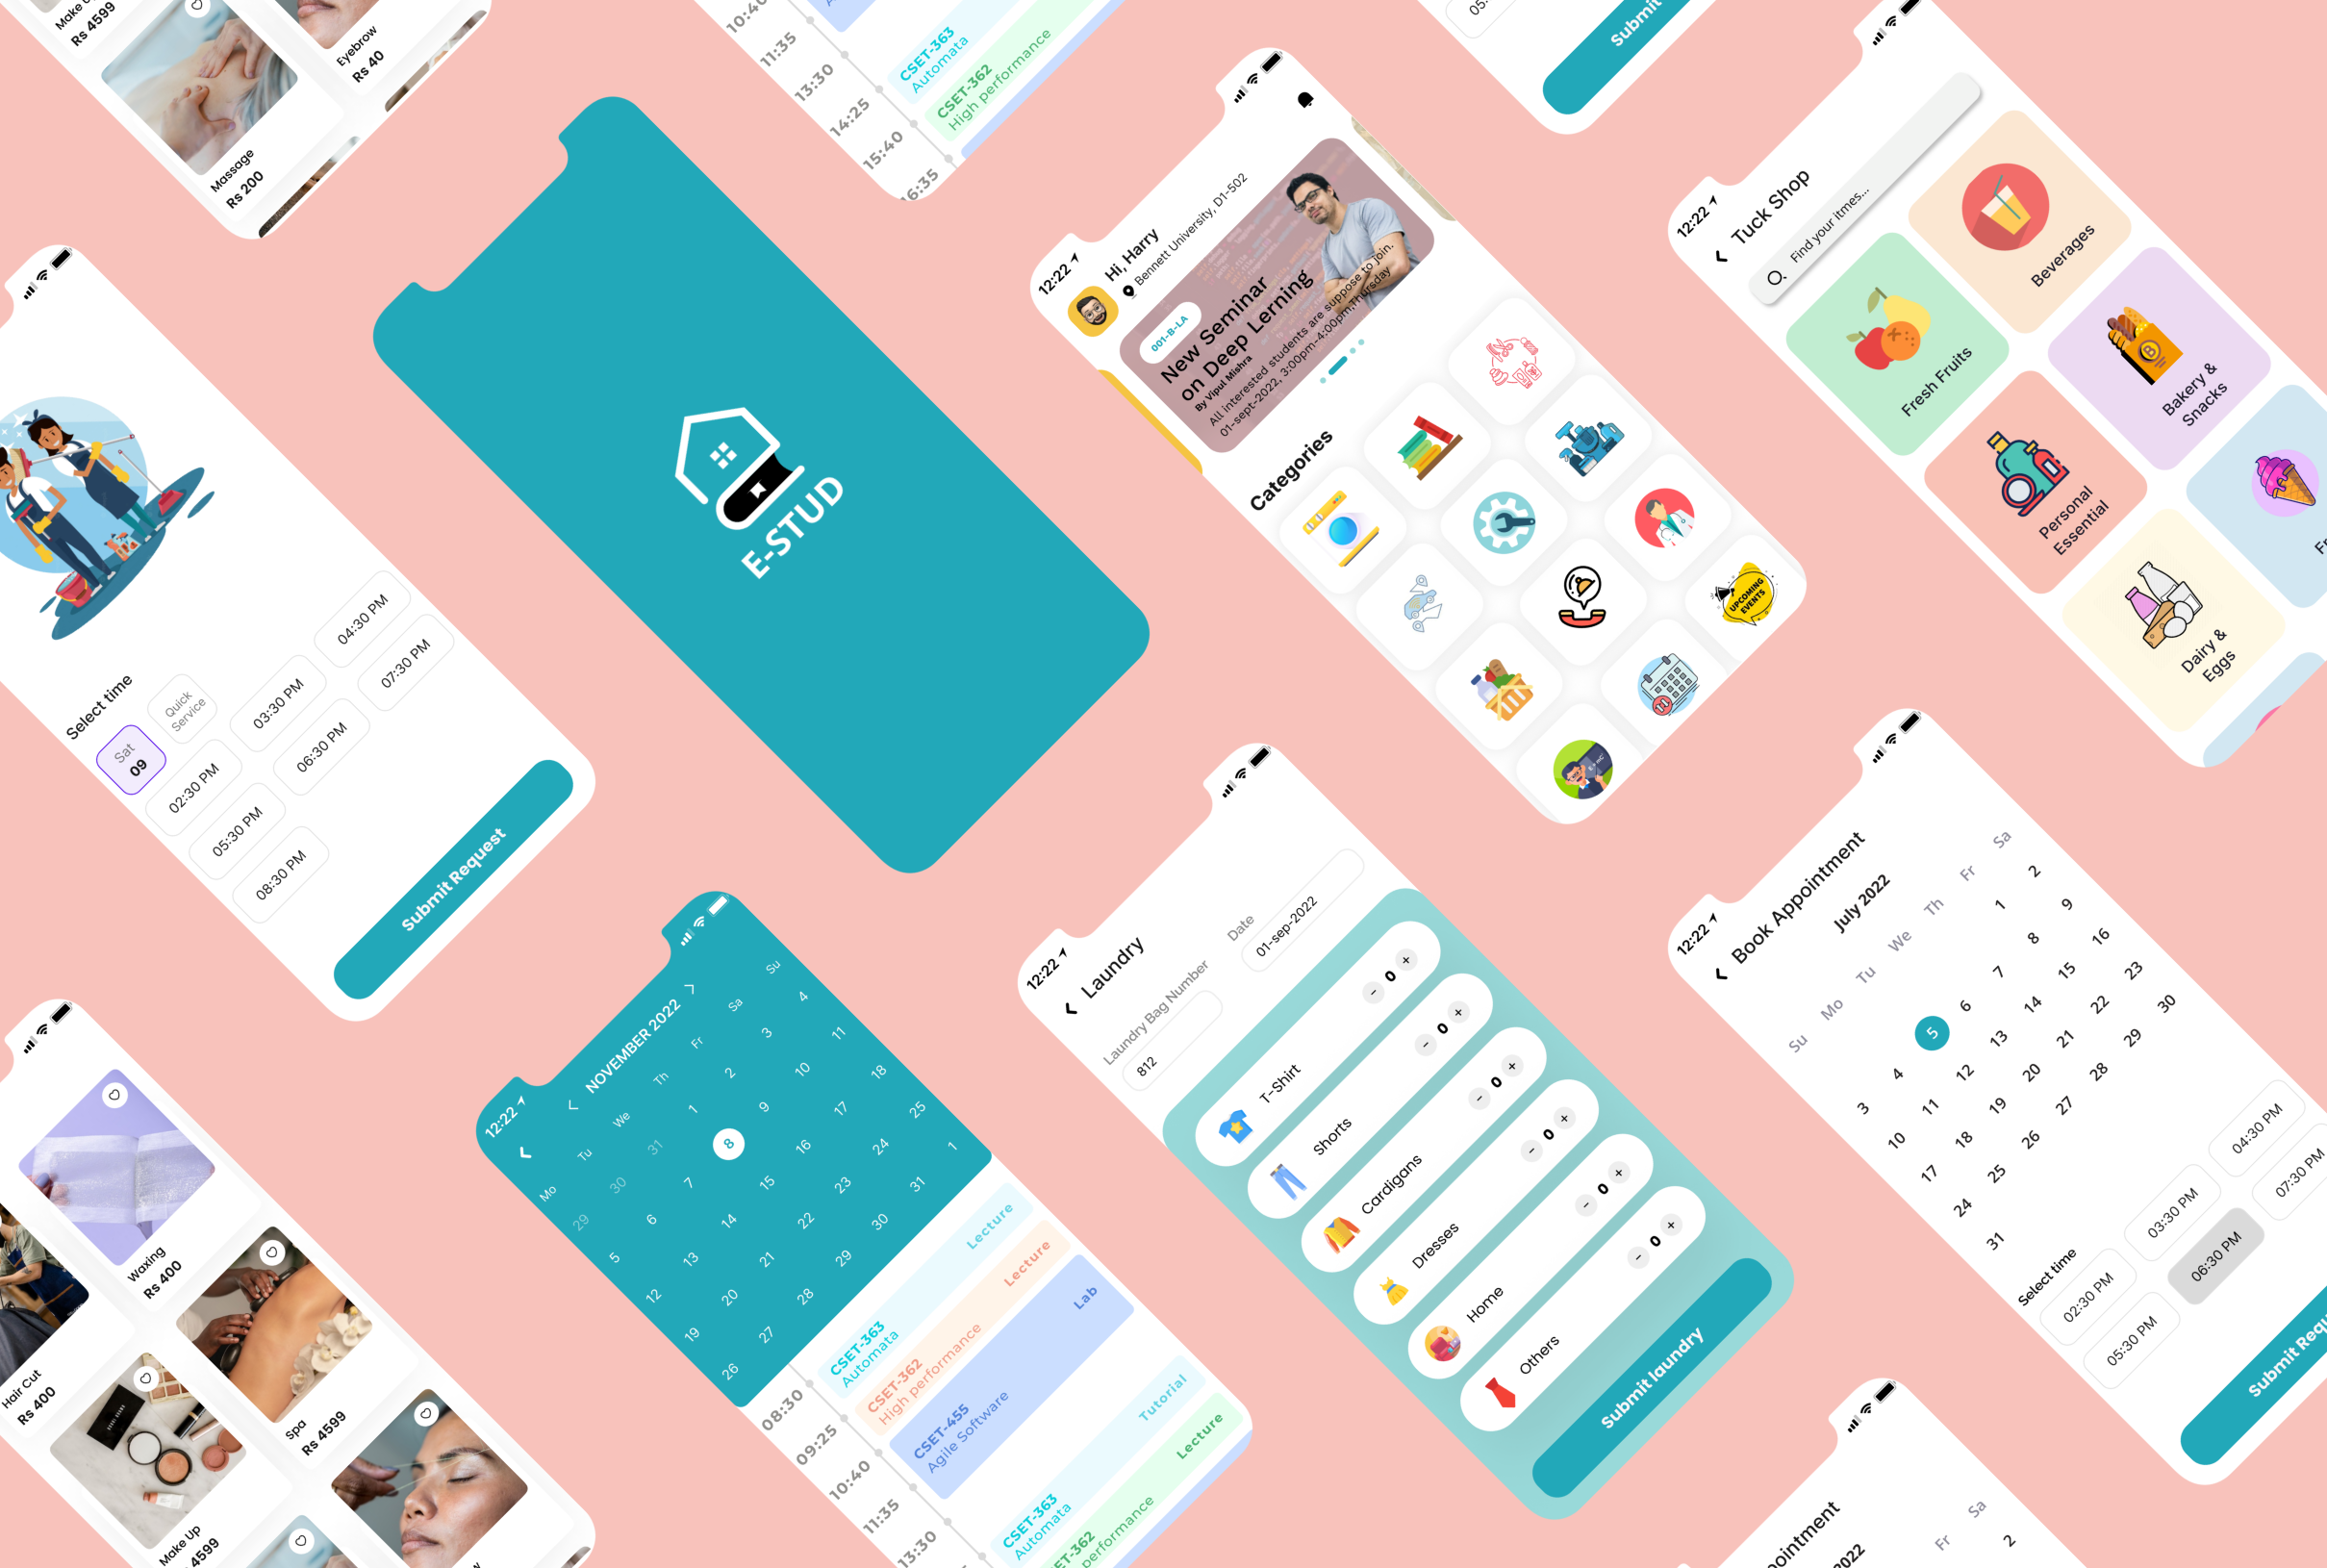 Rs 4599
Massage
Rs 200
Eyebrow
Rs 40
11:35
13:30
14:25
15:40
16:35
CSET-363
Automata
CSET-362
High performance
Submit
12:22
Hi, Harry
Bennett University, D1-502
001-B-LA
New Seminar
on Deep Lerning
By Vipul Mishra
All interested students are suppose to join.
01-sept-2022, 3:00pm-4:00pm,Thursday
Categories
UPCOMING
EVENTS
12:22
Tuck Shop
Find your itmes...
Fresh Fruits
Beverages
Personal
Essential
Bakery &
Snacks
Dairy &
Eggs
E-STUD
Select time
Sat
09
Quick
Service
02:30 PM
03:30 PM
04:30 PM
05:30 PM
06:30 PM
07:30 PM
08:30 PM
Submit Request
Waxing
Rs 400
Hair Cut
Rs 400
Spa
Rs 4599
Make Up
4599
12:22
NOVEMBER 2022
Mo Tu We Th Fr Sa Su
29 30 31 1 2 3 4
5 6 7 8 9 10 11
12 13 14 15 16 17 18
19 20 21 22 23 24 25
26 27 28 29 30 31 1
08:30
09:25
10:40
11:35
13:30
CSET-363
Automata
Lecture
CSET-362
High performance
Lecture
CSET-455
Agile Software
Lab
CSET-363
Automata
Tutorial
performance
Lecture
12:22
Laundry
Laundry Bag Number
812
Date
01-sep-2022
T-Shirt
- 0 +
Shorts
- 0 +
Cardigans
- 0 +
Dresses
- 0 +
Home
- 0 +
Others
- 0 +
Submit laundry
12:22
Book Appointment
July 2022
Su Mo Tu We Th Fr Sa
1 2
3 4 5 6 7 8 9
10 11 12 13 14 15 16
17 18 19 20 21 22 23
24 25 26 27 28 29 30
31
Select time
02:30 PM
03:30 PM
04:30 PM
05:30 PM
06:30 PM
07:30 PM
Submit
ointment
2022
Fr Sa
2